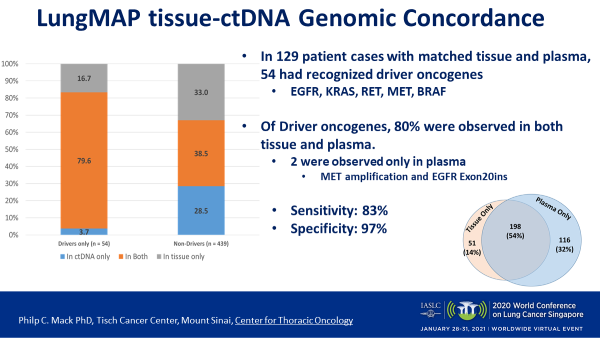 LungMAP tissue-ctDNA Genomic Concordance
100%
90%
80%
70%
60%
50%
40%
30%
20%
10%
0%
16.7
79.6
3.7
33.0
38.5
28.5
Drivers only (n = 54)
Non-Drivers (n = 439)
In ctDNA only
In Both
In tissue only
• In 129 patient cases with matched tissue and plasma,
54 had recognized driver oncogenes
• EGFR, KRAS, RET, MET, BRAF
• Of Driver oncogenes, 80% were observed in both
tissue and plasma.
• 2 were observed only in plasma
• MET amplification and EGFR Exon20ins
• Sensitivity: 83%
• Specificity: 97%
Tissue Only
Plasma Only
51
(14%)
198
(54%)
116
(32%)
Philp C. Mack PhD, Tisch Cancer Center, Mount Sinai, Center for Thoracic Oncology
IASLC
2020 World Conference
on Lung Cancer Singapore
JANUARY 28-31, 2021 | WORLDWIDE VIRTUAL EVENT